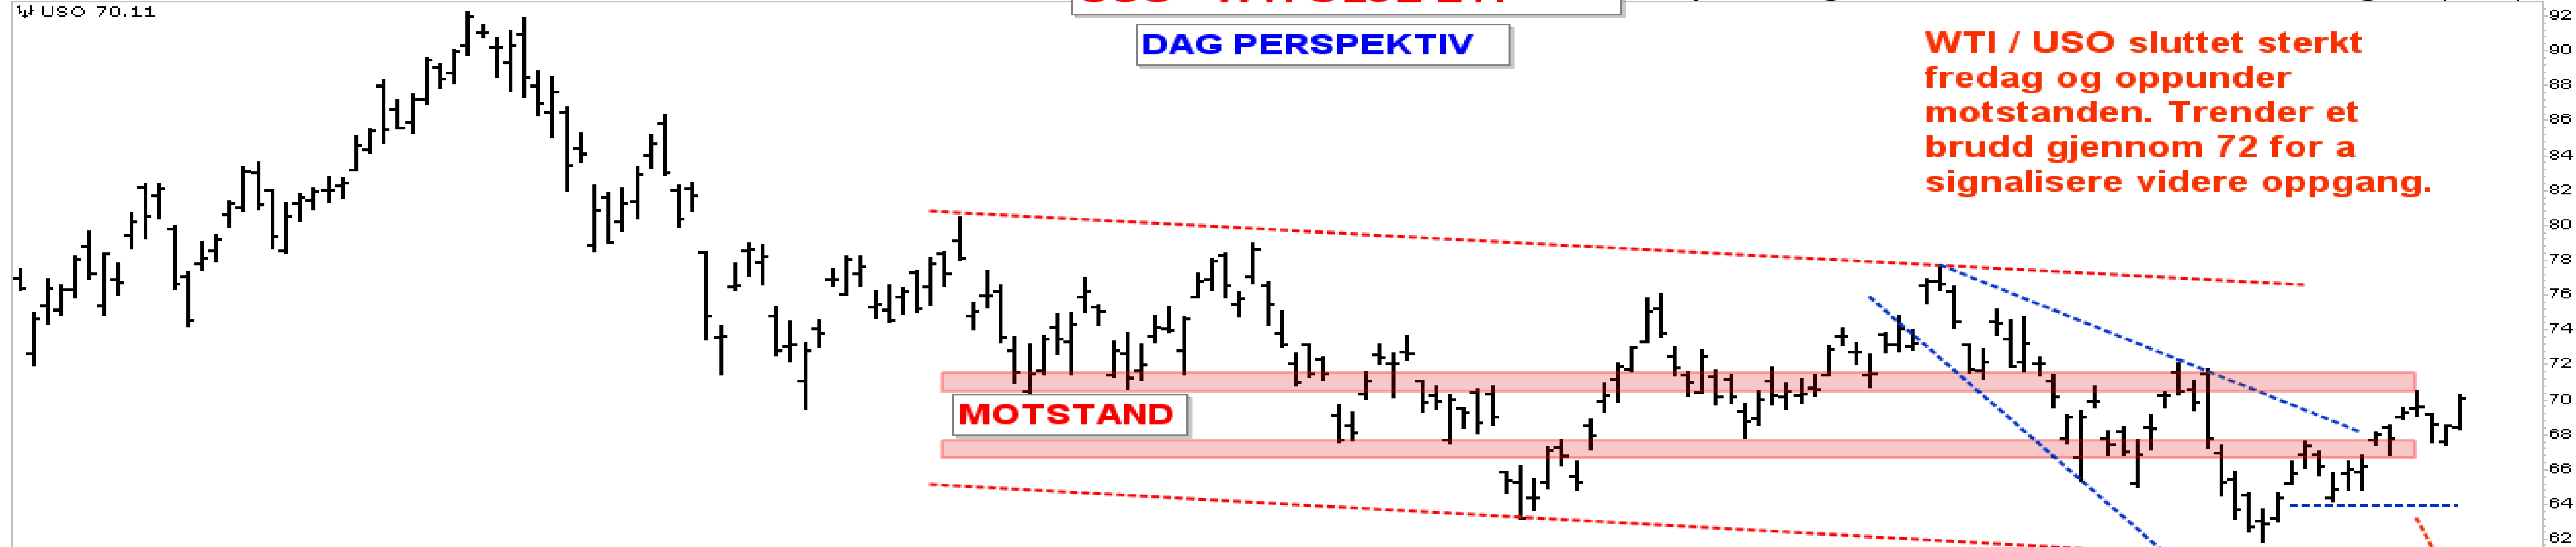 USO 70.11
DAG PERSPEKTIV
WTI / USO sluttet sterkt
fredag og oppunder
motstanden. Trender et
brudd gjennom 72 for a
signalisere videre oppgang.
MOTSTAND
92
90
88
86
84
82
80
78
76
74
72
70
68
66
64
62